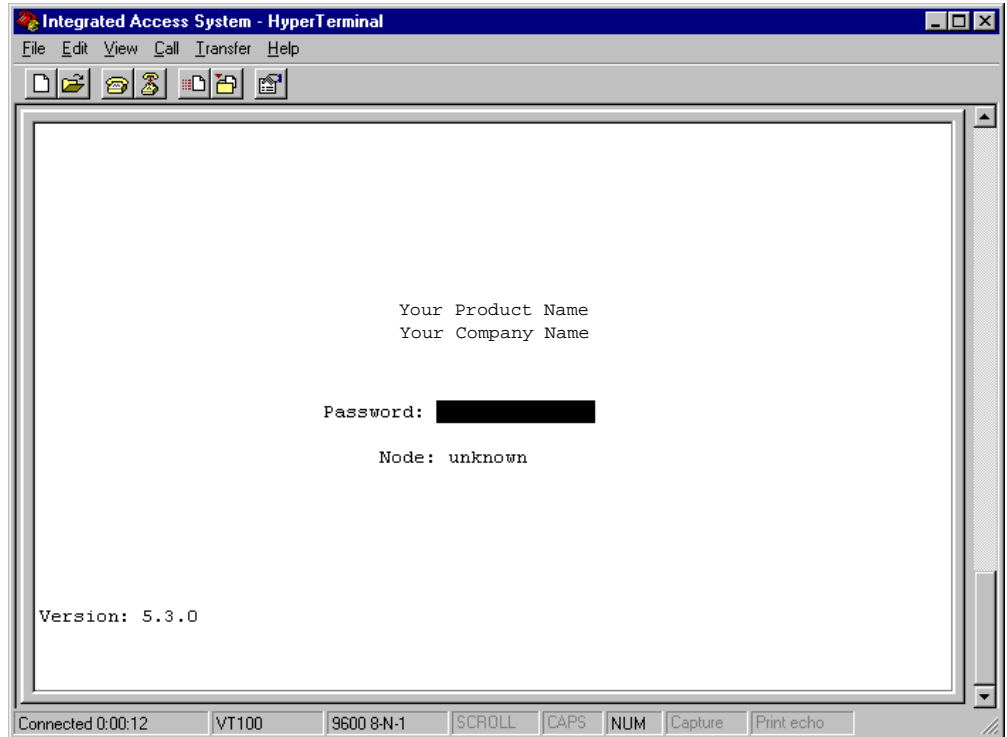 Integrated Access System - HyperTerminal
File Edit View Call Transfer Help
Your Product Name
Your Company Name
Password:
Node: unknown
Version: 5.3.0
Connected 0:00:12 VT100 9600 8-N-1 SCROLL CAPS NUM Capture Print echo